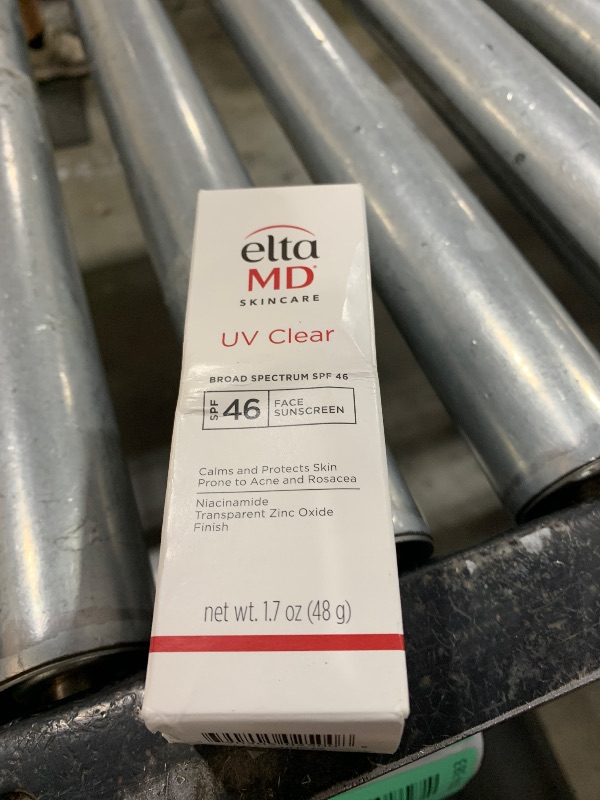 elta
MD
SKINCARE
UV Clear
BROAD SPECTRUM SPF 46
SPF 46 FACE
SUNSCREEN
Calms and Protects Skin
Prone to Acne and Rosacea
Niacinamide
Transparent Zinc Oxide
Finish
net wt. 1.7 oz (48 g)